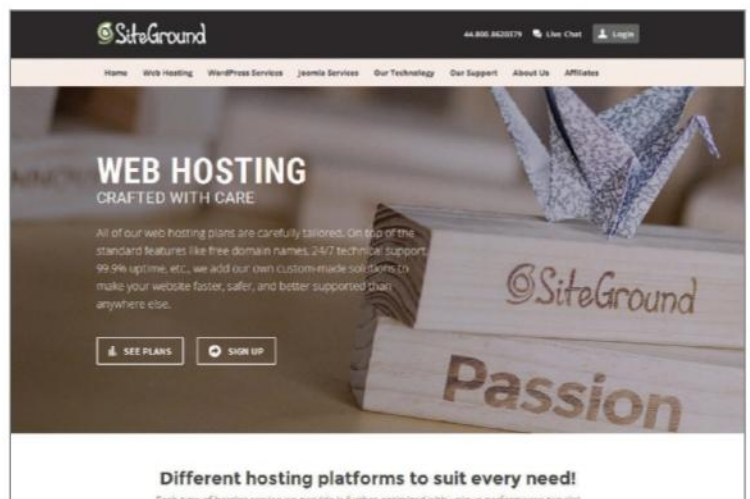 SiteGround
44.800.8620379 Live Chat Login
Home Web Hosting WordPress Services Joomla Services Our Technology Our Support About Us Affiliates
WEB HOSTING
CRAFTED WITH CARE
All of our web hosting plans are carefully tailored. On top of the
standard features like free domain names, 24/7 technical support,
99.9% uptime, etc., we add our own custom-made solutions to
make your website faster, safer, and better supported than
anywhere else.
SEE PLANS SIGN UP
SiteGround
Passion
Different hosting platforms to suit every need!